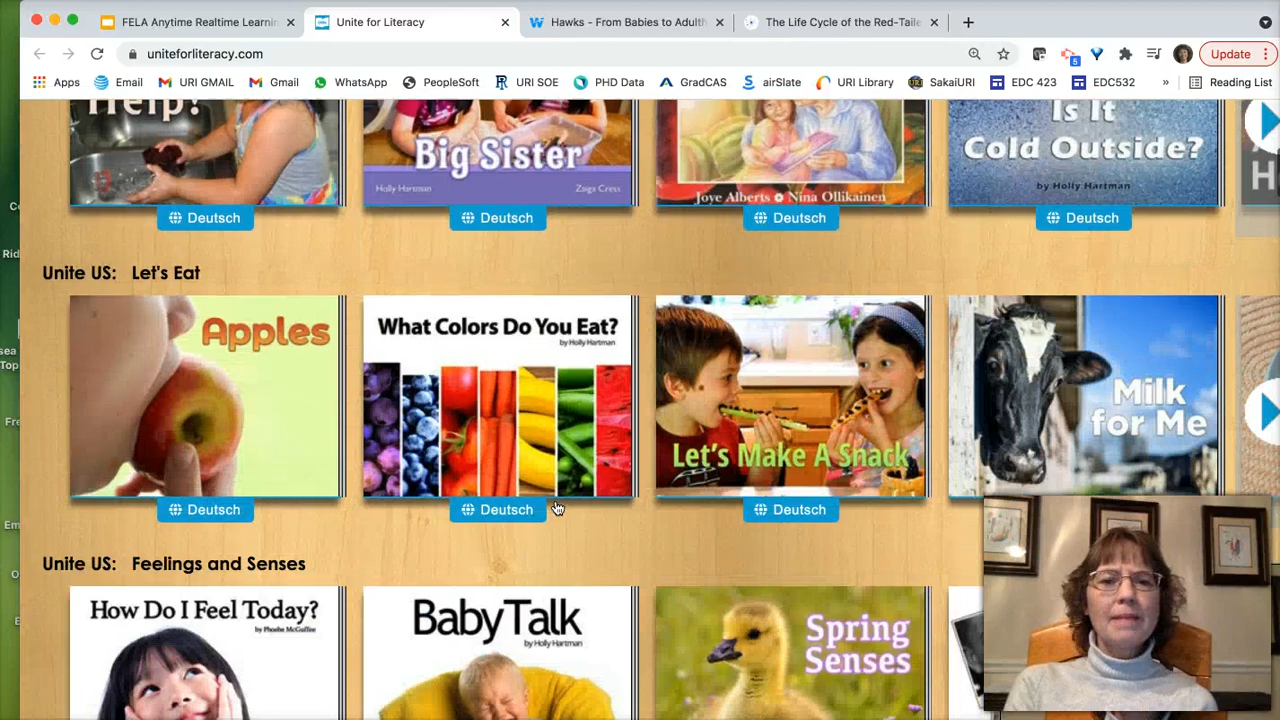 FELA Anytime Realtime Learnin
Unite for Literacy
Hawks - From Babies to Adulth
The Life Cycle of the Red-Taile
uniteforliteracy.com
Update
Apps
Email
URI GMAIL
Gmail
WhatsApp
PeopleSoft
URI SOE
PHD Data
GradCAS
airSlate
URI Library
SakaiURI
EDC 423
EDC532
»
Reading List
5
Help?
Big Sister
Holly Hartman Zaiga Cress
Joye Alberts Nina Ollikainen
Is It
Cold Outside?
by Holly Hartman
Deutsch
Deutsch
Deutsch
Deutsch
Unite US: Let's Eat
Apples
What Colors Do You Eat?
by Holly Hartman
Let's Make A Snack
Milk
for Me
Deutsch
Deutsch
Deutsch
Unite US: Feelings and Senses
How Do I Feel Today?
by Phoebe McGuffee
Baby Talk
by Holly Hartman
Spring
Senses